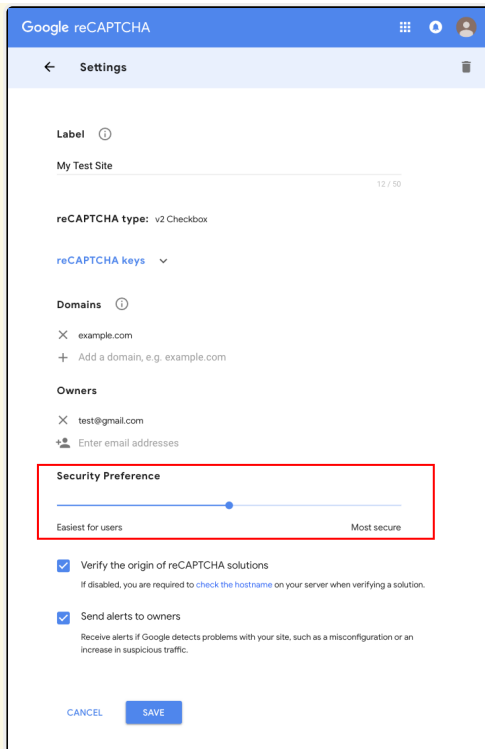 Google reCAPTCHA
Settings
Label
My Test Site
12 / 50
reCAPTCHA type: v2 Checkbox
reCAPTCHA keys
Domains
example.com
Add a domain, e.g. example.com
Owners
test@gmail.com
Enter email addresses
Security Preference
Easiest for users Most secure
Verify the origin of reCAPTCHA solutions
If disabled, you are required to check the hostname on your server when verifying a solution.
Send alerts to owners
Receive alerts if Google detects problems with your site, such as a misconfiguration or an
increase in suspicious traffic.
CANCEL SAVE